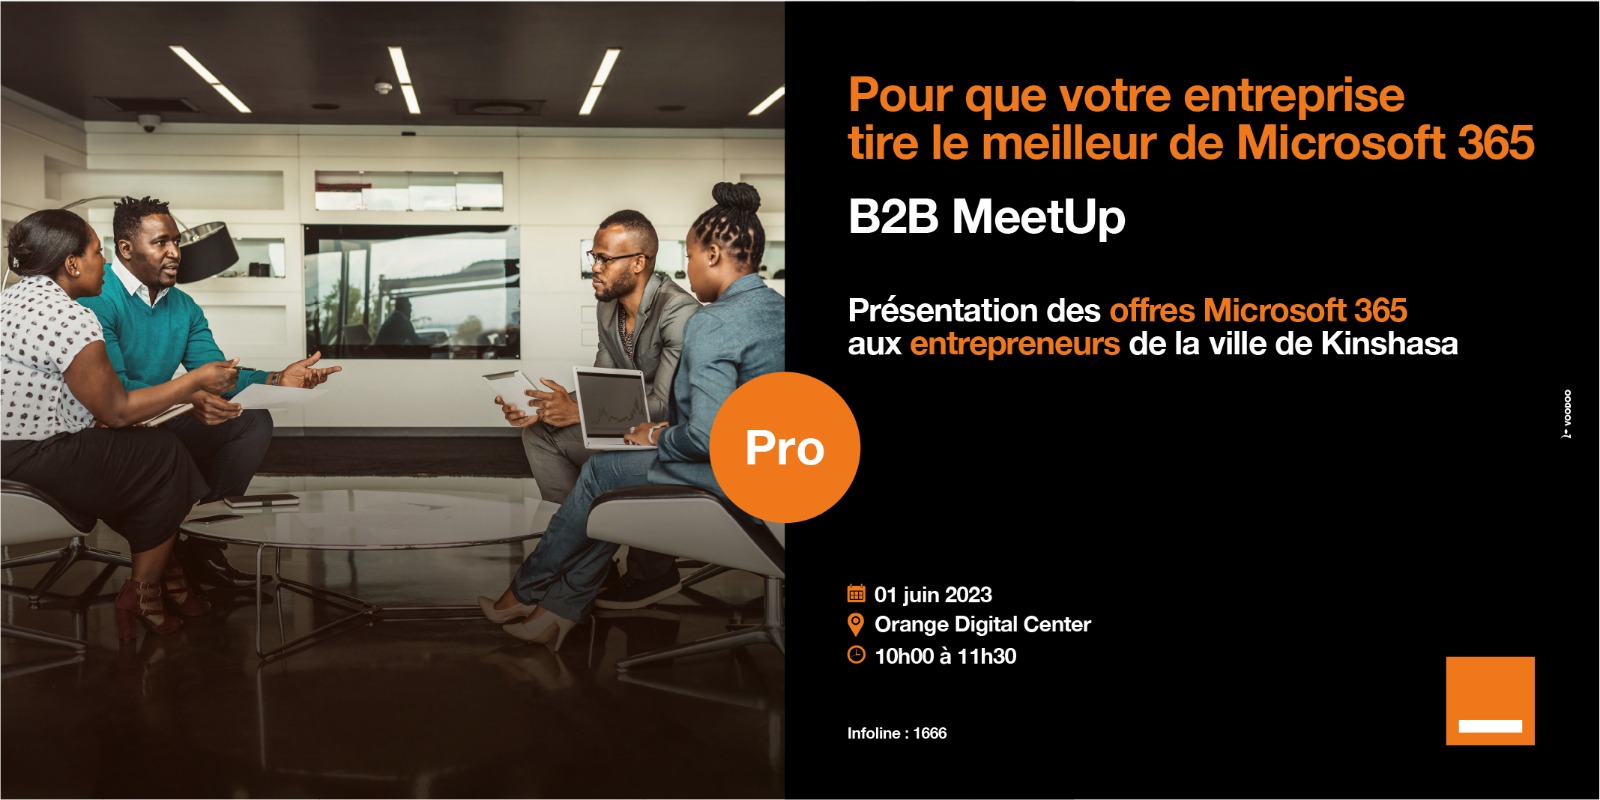 Pour que votre entreprise
tire le meilleur de Microsoft 365
B2B MeetUp
Présentation des offres Microsoft 365
aux entrepreneurs de la ville de Kinshasa
VOODOO
Pro
01 juin 2023
Orange Digital Center
10h00 à 11h30
Infoline : 1666